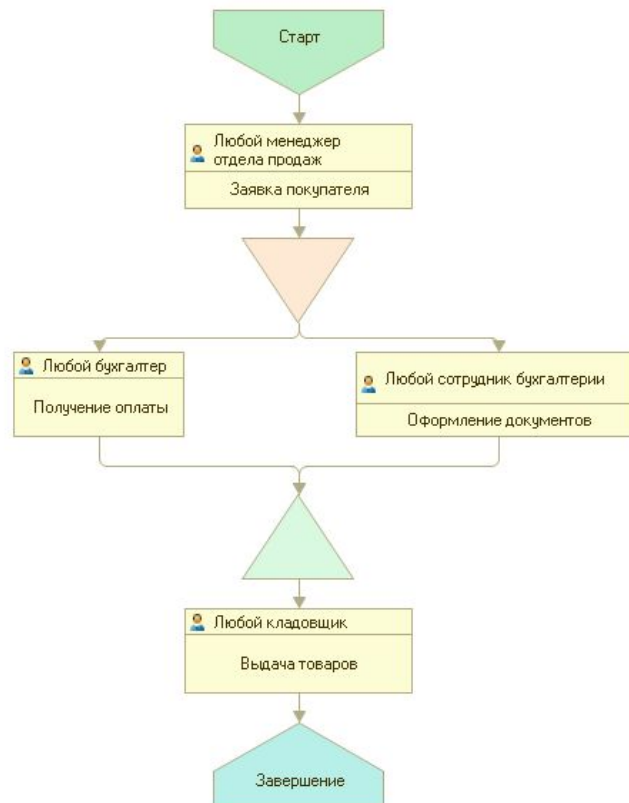 Старт
Любой менеджер
отдела продаж
Заявка покупателя
Любой бухгалтер
Получение оплаты
Любой сотрудник бухгалтерии
Оформление документов
Любой кладовщик
Выдача товаров
Завершение